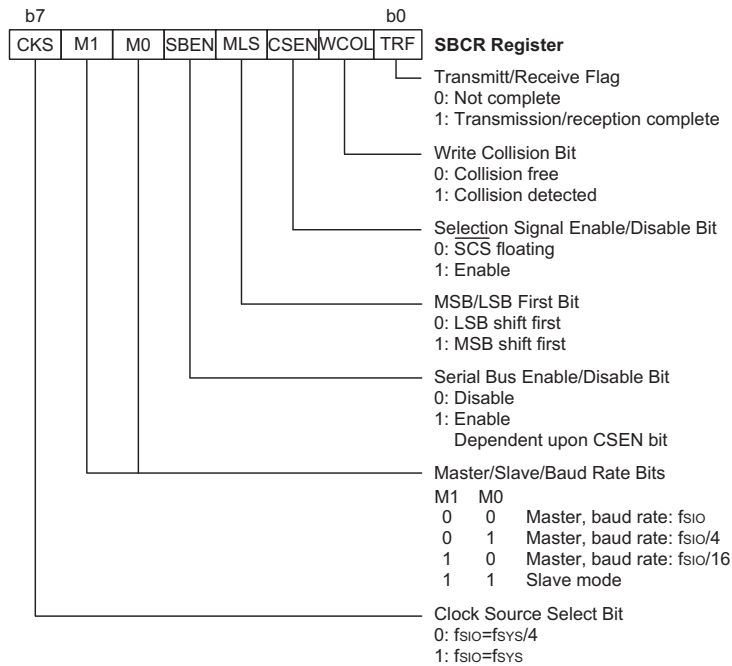 b7 b0
CKS M1 M0 SBEN MLS CSEN WCOL TRF SBCR Register
Transmitt/Receive Flag
0: Not complete
1: Transmission/reception complete
Write Collision Bit
0: Collision free
1: Collision detected
Selection Signal Enable/Disable Bit
0: SCS floating
1: Enable
MSB/LSB First Bit
0: LSB shift first
1: MSB shift first
Serial Bus Enable/Disable Bit
0: Disable
1: Enable
Dependent upon CSEN bit
Master/Slave/Baud Rate Bits
M1 M0
0 0 Master, baud rate: fSIO
0 1 Master, baud rate: fSIO/4
1 0 Master, baud rate: fSIO/16
1 1 Slave mode
Clock Source Select Bit
0: fSIO=fSYS/4
1: fSIO=fSYS